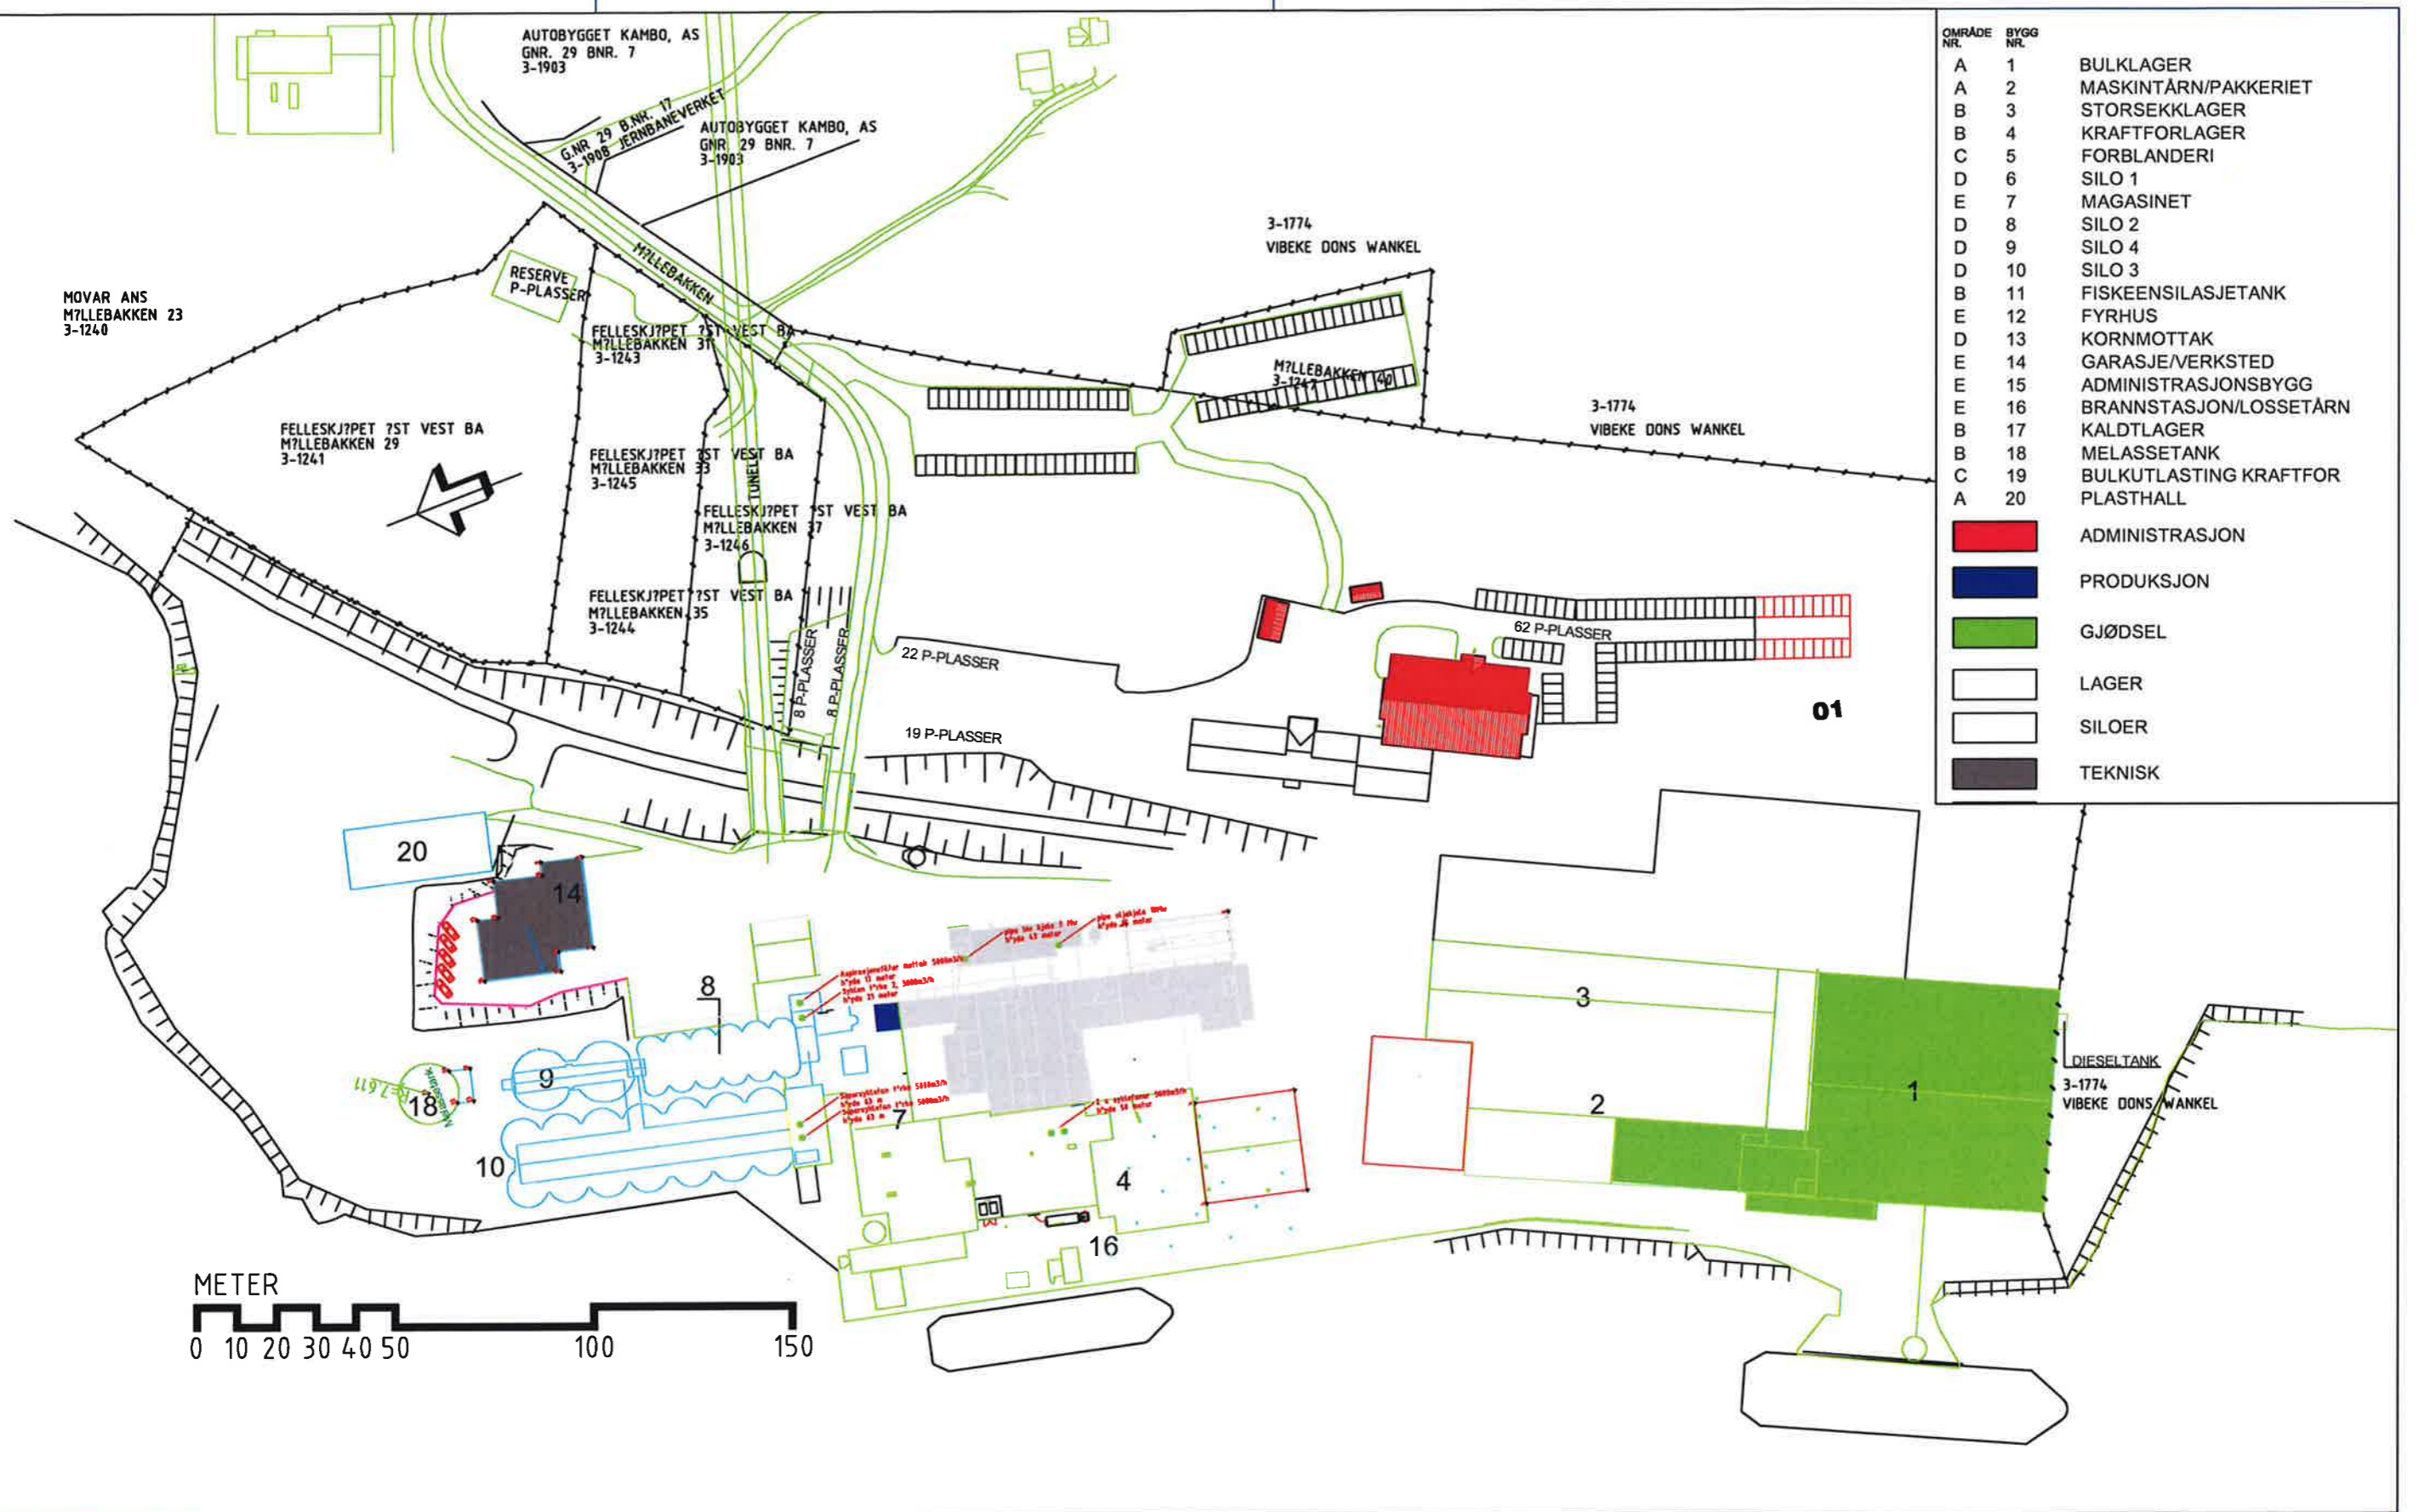 AUTOBYGGET KAMBO, AS
GNR. 29 BNR. 7
3-1903
G.NR 29 B.NR. 17
3-1908 JERNBANEVERKET
AUTOBYGGET KAMBO, AS
GNR. 29 BNR. 7
3-1903
M?LLEBAKKEN
RESERVE
P-PLASSER
MOVAR ANS
M?LLEBAKKEN 23
3-1240
3-1774
VIBEKE DONS WANKEL
FELLESKJ?PET ?ST VEST BA
M?LLEBAKKEN 31
3-1243
M?LLEBAKKEN 40
3-1247
3-1774
VIBEKE DONS WANKEL
FELLESKJ?PET ?ST VEST BA
M?LLEBAKKEN 29
3-1241
FELLESKJ?PET ?ST VEST BA
M?LLEBAKKEN 33
3-1245
TUNNEL
FELLESKJ?PET ?ST VEST BA
M?LLEBAKKEN 37
3-1246
FELLESKJ?PET ?ST VEST BA
M?LLEBAKKEN 35
3-1244
8 P-PLASSER
8 P-PLASSER
22 P-PLASSER
19 P-PLASSER
62 P-PLASSER
01
OMRÅDE NR.
BYGG NR.
A 1 BULKLAGER
A 2 MASKINTÅRN/PAKKERIET
B 3 STORSEKKLAGER
B 4 KRAFTFORLAGER
C 5 FORBLANDERI
D 6 SILO 1
E 7 MAGASINET
D 8 SILO 2
D 9 SILO 4
D 10 SILO 3
B 11 FISKEENSILASJETANK
E 12 FYRHUS
D 13 KORNMOTTAK
E 14 GARASJE/VERKSTED
E 15 ADMINISTRASJONSBYGG
E 16 BRANNSTASJON/LOSSETÅRN
B 17 KALDTLAGER
B 18 MELASSETANK
C 19 BULKUTLASTING KRAFTFOR
A 20 PLASTHALL
ADMINISTRASJON
PRODUKSJON
GJØDSEL
LAGER
SILOER
TEKNISK
20
14
8
9
18
Melassetank
R=7.611
10
7
4
16
3
2
1
DIESELTANK
3-1774
VIBEKE DONS WANKEL
METER
0 10 20 30 40 50 100 150